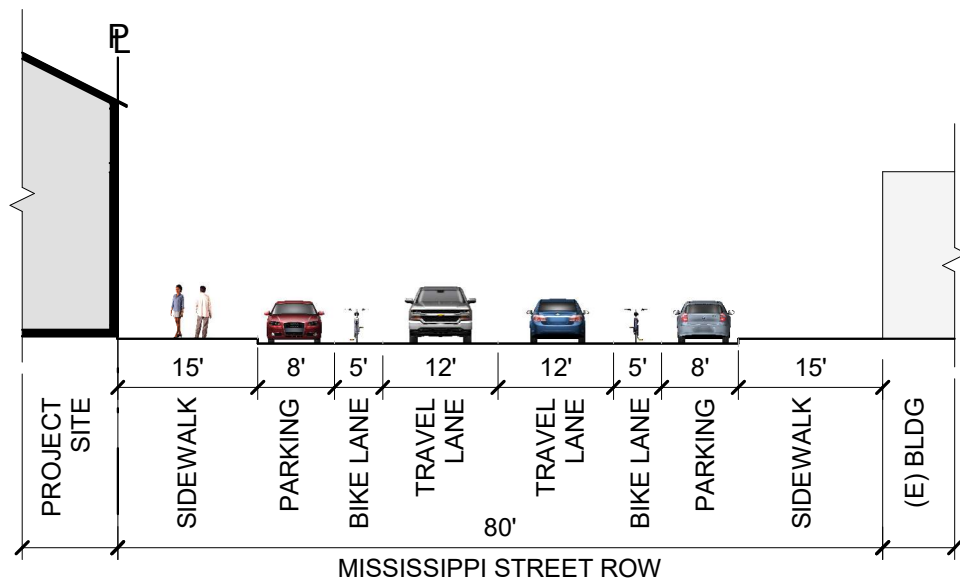 PL
15'
8'
5'
12'
12'
5'
8'
15'
PROJECT
SITE
SIDEWALK
PARKING
BIKE LANE
TRAVEL
LANE
TRAVEL
LANE
BIKE LANE
PARKING
SIDEWALK
(E) BLDG
80'
MISSISSIPPI STREET ROW